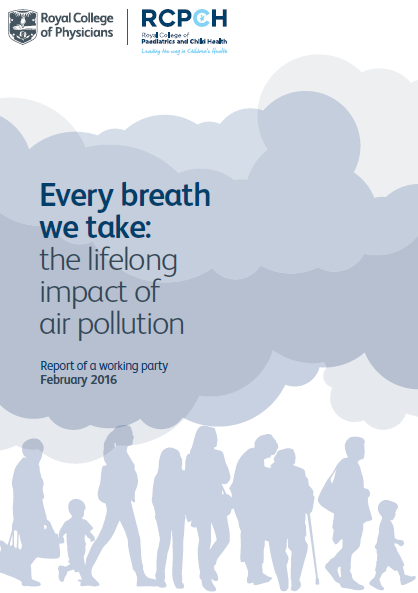 Royal College
of Physicians
RCPCH
Royal College of
Paediatrics and Child Health
Leading the way in Children's Health
Every breath
we take:
the lifelong
impact of
air pollution
Report of a working party
February 2016